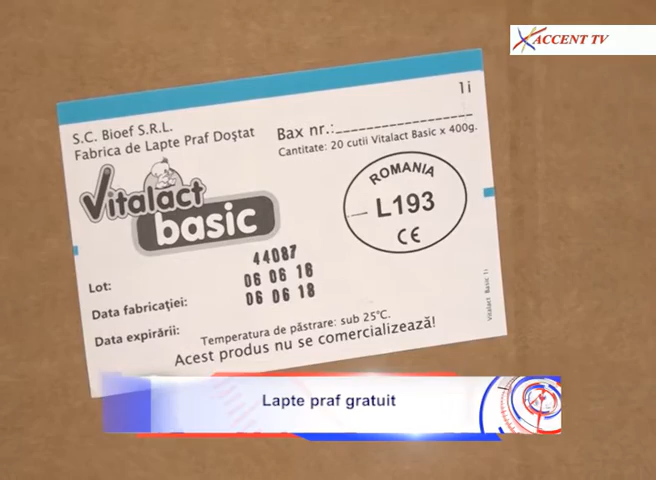 ACCENT TV
1i
S.C. Bioef S.R.L.
Fabrica de Lapte Praf Doştat
Bax nr.:
Cantitate: 20 cutii Vitalact Basic x 400g.
Vitalact
basic
ROMANIA
L193
CE
Lot:
44087
Data fabricaţiei:
06 06 16
Data expirării:
06 06 18
Temperatura de păstrare: sub 25°C.
Acest produs nu se comercializează!
Vitalact Basic 1i
Lapte praf gratuit